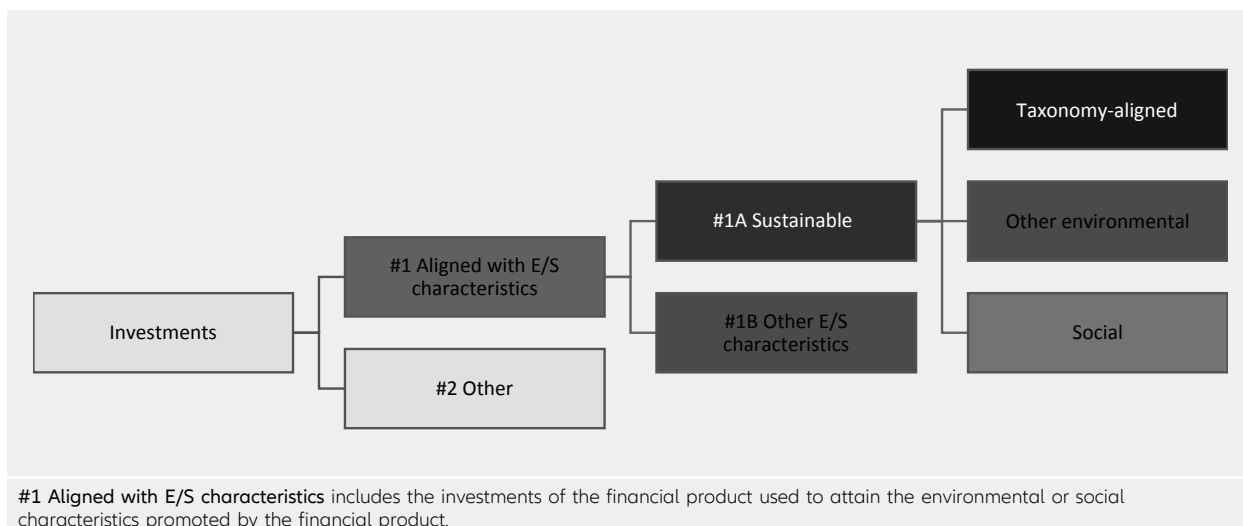 Taxonomy-aligned
#1A Sustainable
Other environmental
#1 Aligned with E/S
characteristics
Investments
#1B Other E/S
characteristics
Social
#2 Other
#1 Aligned with E/S characteristics includes the investments of the financial product used to attain the environmental or social
characteristics promoted by the financial product.